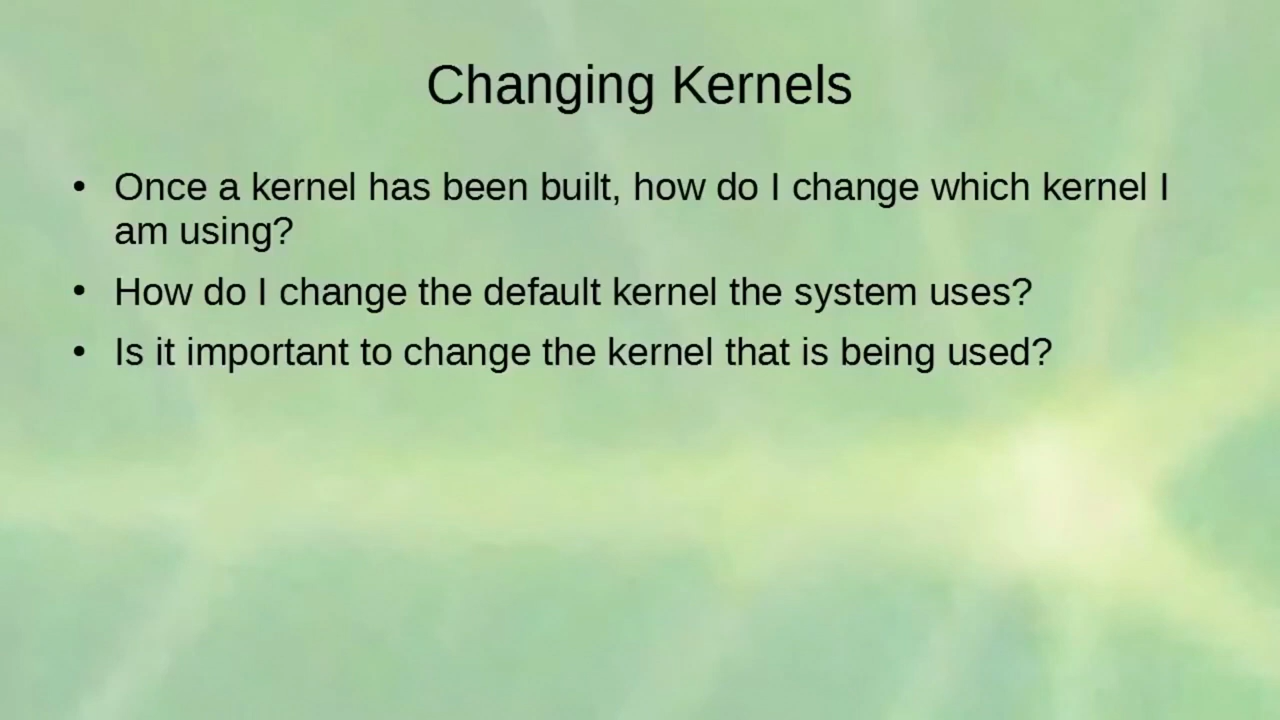 Changing Kernels
• Once a kernel has been built, how do I change which kernel I
am using?
• How do I change the default kernel the system uses?
• Is it important to change the kernel that is being used?